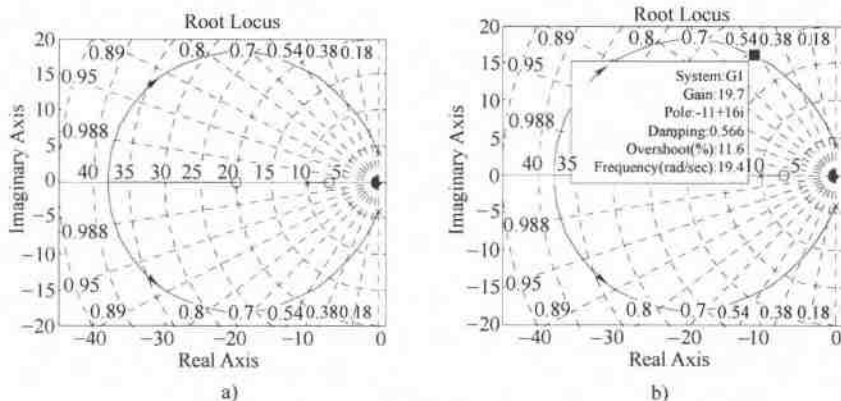 Root Locus
20
15
10
5
0
−5
−10
−15
−20
Imaginary Axis
0.89 0.8 0.7 0.54 0.38 0.18
0.95
0.988
40 35 30 25 20 15 10 5
0.988
0.95
0.89 0.8 0.7 0.54 0.38 0.18
−40 −30 −20 −10 0
Real Axis
a)
Root Locus
20
15
10
5
0
−5
−10
−15
−20
Imaginary Axis
0.89 0.8 0.7 0.54 0.38 0.18
0.95
0.988
System:G1
Gain:19.7
Pole:-11+16i
Damping:0.566
Overshoot(%):11.6
Frequency(rad/sec):19.4
40 35 10 5
0.988
0.95
0.89 0.8 0.7 0.54 0.38 0.18
−40 −30 −20 −10 0
Real Axis
b)